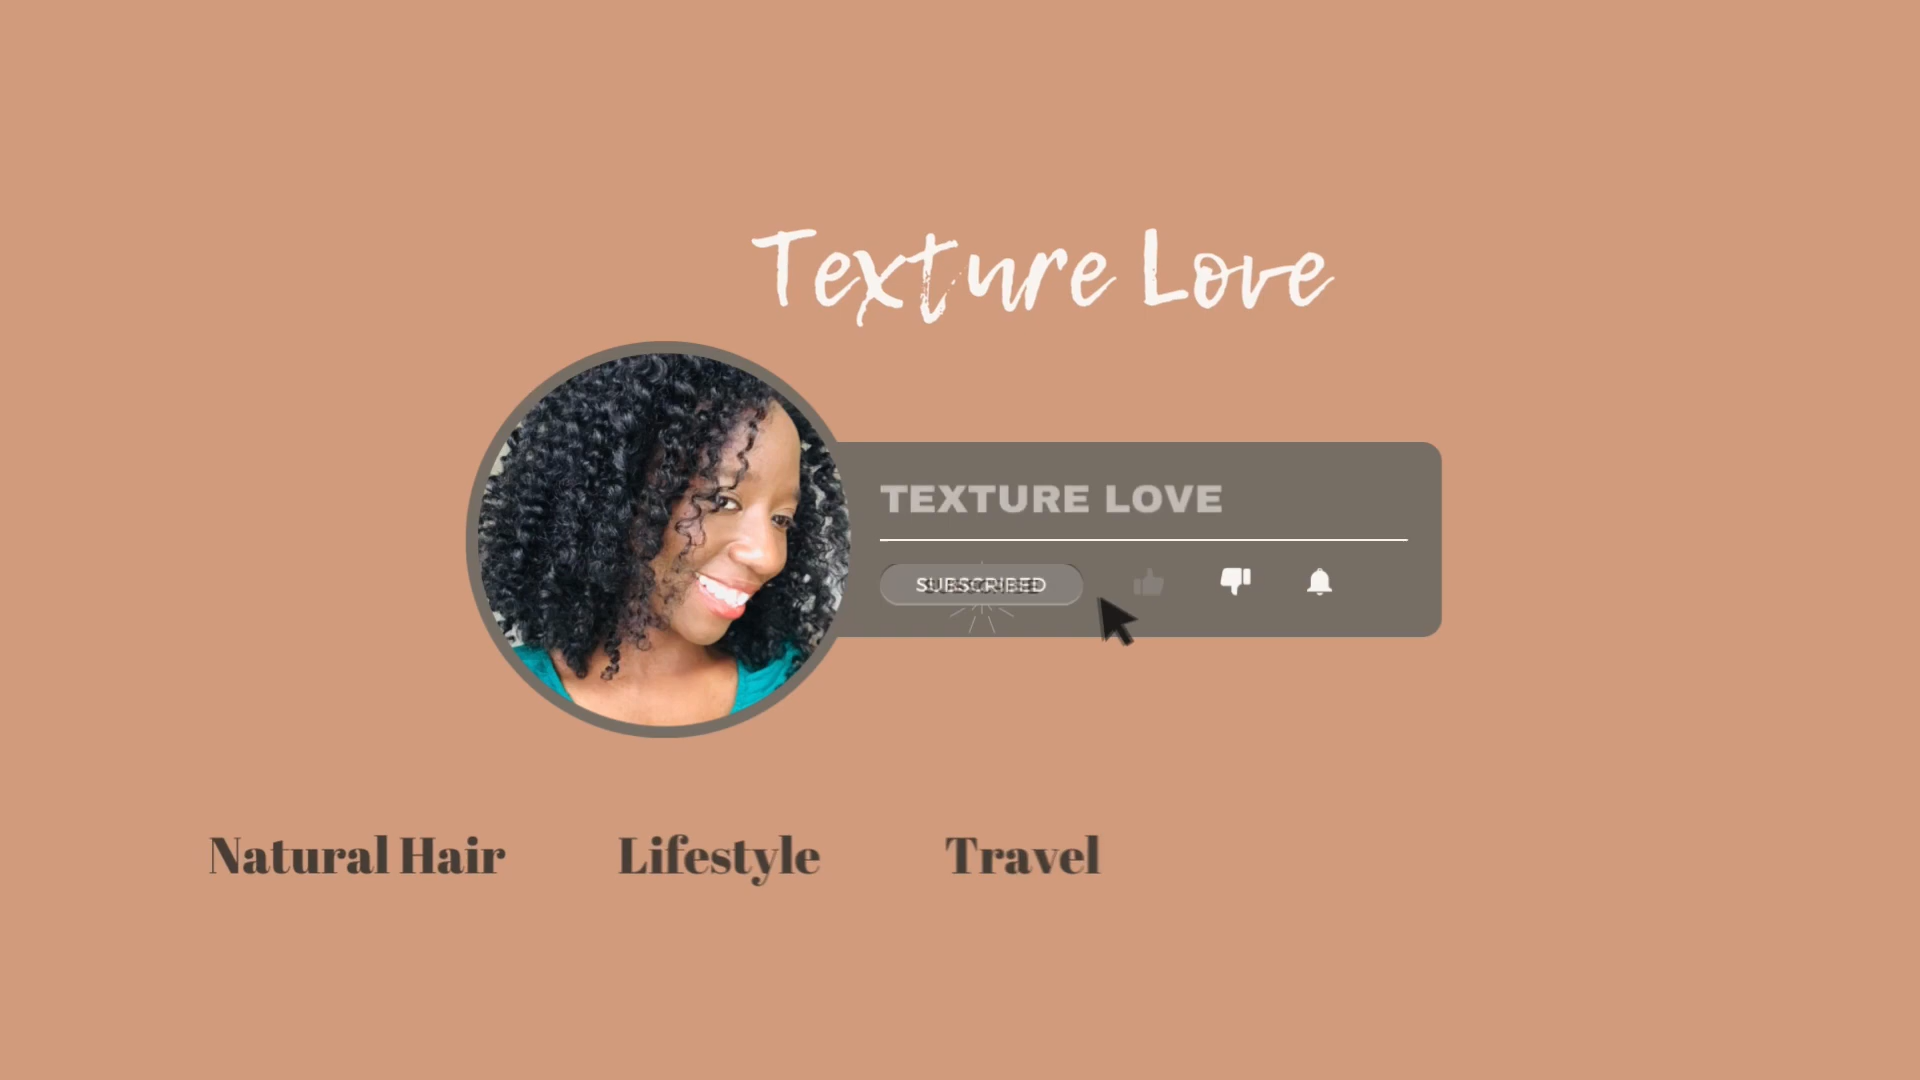 Texture Love
TEXTURE LOVE
SUBSCRIBED
Natural Hair
Lifestyle
Travel